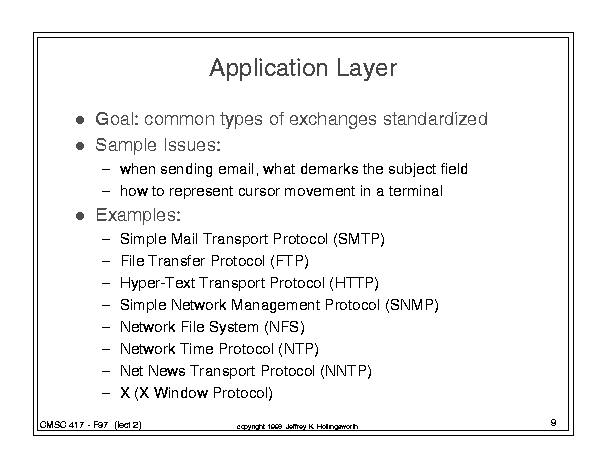 Application Layer
● Goal: common types of exchanges standardized
● Sample Issues:
– when sending email, what demarks the subject field
– how to represent cursor movement in a terminal
● Examples:
– Simple Mail Transport Protocol (SMTP)
– File Transfer Protocol (FTP)
– Hyper-Text Transport Protocol (HTTP)
– Simple Network Management Protocol (SNMP)
– Network File System (NFS)
– Network Time Protocol (NTP)
– Net News Transport Protocol (NNTP)
– X (X Window Protocol)
CMSC 417 - F97 (lect 2)
copyright Jeffrey K. Hollingsworth
9